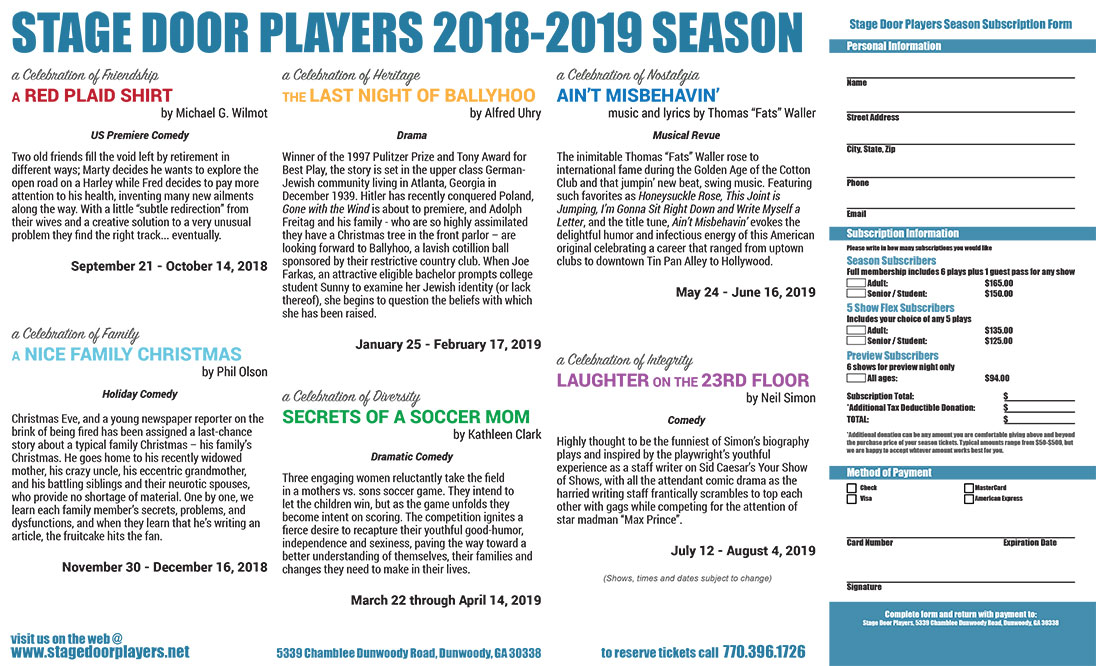 STAGE DOOR PLAYERS 2018-2019 SEASON
a Celebration of Friendship
A RED PLAID SHIRT
by Michael G. Wilmot
US Premiere Comedy
Two old friends fill the void left by retirement in
different ways; Marty decides he wants to explore the
open road on a Harley while Fred decides to pay more
attention to his health, inventing many new ailments
along the way. With a little “subtle redirection” from
their wives and a creative solution to a very unusual
problem they find the right track... eventually.
September 21 - October 14, 2018
a Celebration of Family
A NICE FAMILY CHRISTMAS
by Phil Olson
Holiday Comedy
Christmas Eve, and a young newspaper reporter on the
brink of being fired has been assigned a last-chance
story about a typical family Christmas – his family’s
Christmas. He goes home to his recently widowed
mother, his crazy uncle, his eccentric grandmother,
and his battling siblings and their neurotic spouses,
who provide no shortage of material. One by one, we
learn each family member’s secrets, problems, and
dysfunctions, and when they learn that he’s writing an
article, the fruitcake hits the fan.
November 30 - December 16, 2018
a Celebration of Heritage
THE LAST NIGHT OF BALLYHOO
by Alfred Uhry
Drama
Winner of the 1997 Pulitzer Prize and Tony Award for
Best Play, the story is set in the upper class German-
Jewish community living in Atlanta, Georgia in
December 1939. Hitler has recently conquered Poland,
Gone with the Wind is about to premiere, and Adolph
Freitag and his family - who are so highly assimilated
they have a Christmas tree in the front parlor – are
looking forward to Ballyhoo, a lavish cotillion ball
sponsored by their restrictive country club. When Joe
Farkas, an attractive eligible bachelor prompts college
student Sunny to examine her Jewish identity (or lack
thereof), she begins to question the beliefs with which
she has been raised.
January 25 - February 17, 2019
a Celebration of Diversity
SECRETS OF A SOCCER MOM
by Kathleen Clark
Dramatic Comedy
Three engaging women reluctantly take the field
in a mothers vs. sons soccer game. They intend to
let the children win, but as the game unfolds they
become intent on scoring. The competition ignites a
fierce desire to recapture their youthful good-humor,
independence and sexiness, paving the way toward a
better understanding of themselves, their families and
changes they need to make in their lives.
March 22 through April 14, 2019
a Celebration of Nostalgia
AIN’T MISBEHAVIN’
music and lyrics by Thomas “Fats” Waller
Musical Revue
The inimitable Thomas “Fats” Waller rose to
international fame during the Golden Age of the Cotton
Club and that jumpin’ new beat, swing music. Featuring
such favorites as Honeysuckle Rose, This Joint is
Jumping, I’m Gonna Sit Right Down and Write Myself a
Letter, and the title tune, Ain’t Misbehavin’ evokes the
delightful humor and infectious energy of this American
original celebrating a career that ranged from uptown
clubs to downtown Tin Pan Alley to Hollywood.
May 24 - June 16, 2019
a Celebration of Integrity
LAUGHTER ON THE 23RD FLOOR
by Neil Simon
Comedy
Highly thought to be the funniest of Simon’s biography
plays and inspired by the playwright’s youthful
experience as a staff writer on Sid Caesar’s Your Show
of Shows, with all the attendant comic drama as the
harried writing staff frantically scrambles to top each
other with gags while competing for the attention of
star madman “Max Prince”.
July 12 - August 4, 2019
(Shows, times and dates subject to change)
visit us on the web @
www.stagedoorplayers.net
5339 Chamblee Dunwoody Road, Dunwoody, GA 30338
to reserve tickets call 770.396.1726
Stage Door Players Season Subscription Form
Personal Information
Name
Street Address
City, State, Zip
Phone
Email
Subscription Information
Please write in how many subscriptions you would like
Season Subscribers
Full membership includes 6 plays plus 1 guest pass for any show
Adult: $165.00
Senior / Student: $150.00
5 Show Flex Subscribers
Includes your choice of any 5 plays
Adult: $135.00
Senior / Student: $125.00
Preview Subscribers
6 shows for preview night only
All ages: $94.00
Subscription Total: $
*Additional Tax Deductible Donation: $
TOTAL: $
*Additional donation can be any amount you are comfortable giving above and beyond
the purchase price of your season tickets. Typical amounts range from $50-$500, but
we are happy to accept whatever amount works best for you.
Method of Payment
Check MasterCard
Visa American Express
Card Number Expiration Date
Signature
Complete form and return with payment to:
Stage Door Players, 5339 Chamblee Dunwoody Road, Dunwoody, GA 30338